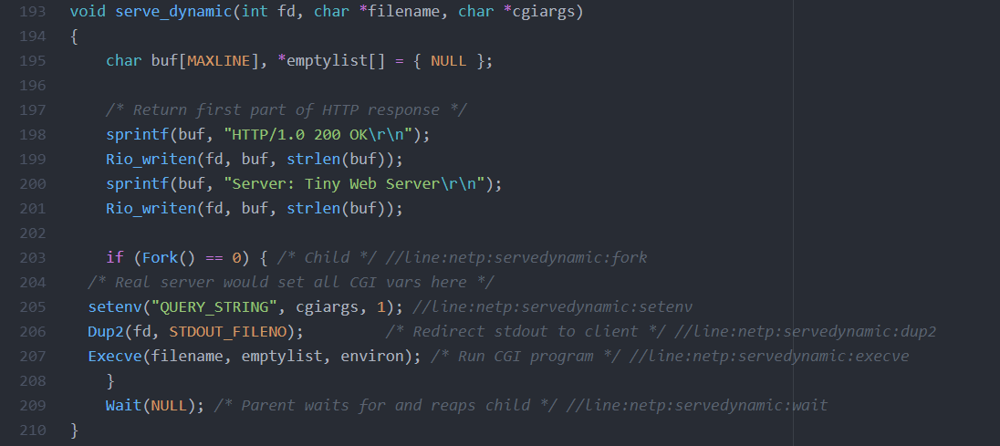 193 void serve_dynamic(int fd, char *filename, char *cgiargs)
194 {
195     char buf[MAXLINE], *emptylist[] = { NULL };
196
197     /* Return first part of HTTP response */
198     sprintf(buf, "HTTP/1.0 200 OK\r\n");
199     Rio_writen(fd, buf, strlen(buf));
200     sprintf(buf, "Server: Tiny Web Server\r\n");
201     Rio_writen(fd, buf, strlen(buf));
202
203     if (Fork() == 0) { /* Child */ //line:netp:servedynamic:fork
204   /* Real server would set all CGI vars here */
205   setenv("QUERY_STRING", cgiargs, 1); //line:netp:servedynamic:setenv
206   Dup2(fd, STDOUT_FILENO);         /* Redirect stdout to client */ //line:netp:servedynamic:dup2
207   Execve(filename, emptylist, environ); /* Run CGI program */ //line:netp:servedynamic:execve
208     }
209     Wait(NULL); /* Parent waits for and reaps child */ //line:netp:servedynamic:wait
210 }